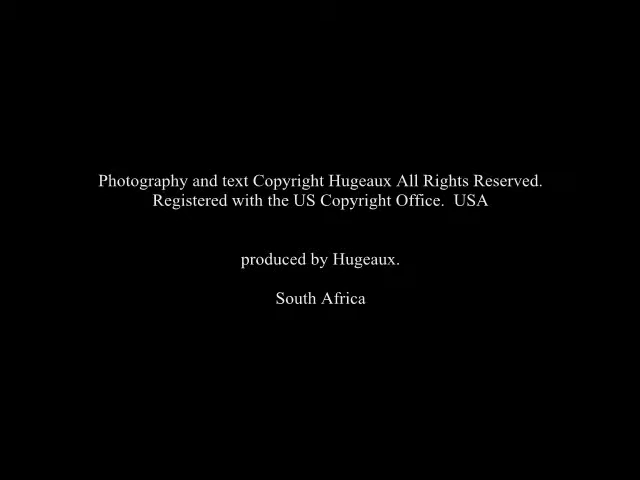 Photography and text Copyright Hugeaux All Rights Reserved.
Registered with the US Copyright Office.  USA
produced by Hugeaux.
South Africa